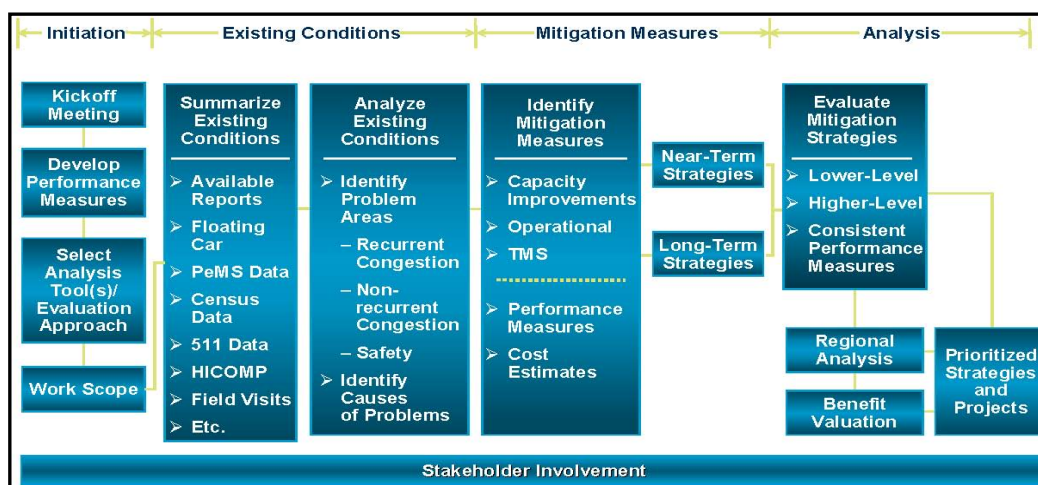 Initiation
Existing Conditions
Mitigation Measures
Analysis
Kickoff
Meeting
Develop
Performance
Measures
Select
Analysis
Tool(s)/
Evaluation
Approach
Work Scope
Summarize
Existing
Conditions
➢ Available
Reports
➢ Floating
Car
➢ PeMS Data
➢ Census
Data
➢ 511 Data
➢ HICOMP
➢ Field Visits
➢ Etc.
Analyze
Existing
Conditions
➢ Identify
Problem
Areas
– Recurrent
Congestion
– Non-
recurrent
Congestion
– Safety
➢ Identify
Causes
of Problems
Identify
Mitigation
Measures
➢ Capacity
Improvements
➢ Operational
➢ TMS
➢ Performance
Measures
➢ Cost
Estimates
Near-Term
Strategies
Long-Term
Strategies
Evaluate
Mitigation
Strategies
➢ Lower-Level
➢ Higher-Level
➢ Consistent
Performance
Measures
Regional
Analysis
Benefit
Valuation
Prioritized
Strategies
and
Projects
Stakeholder Involvement